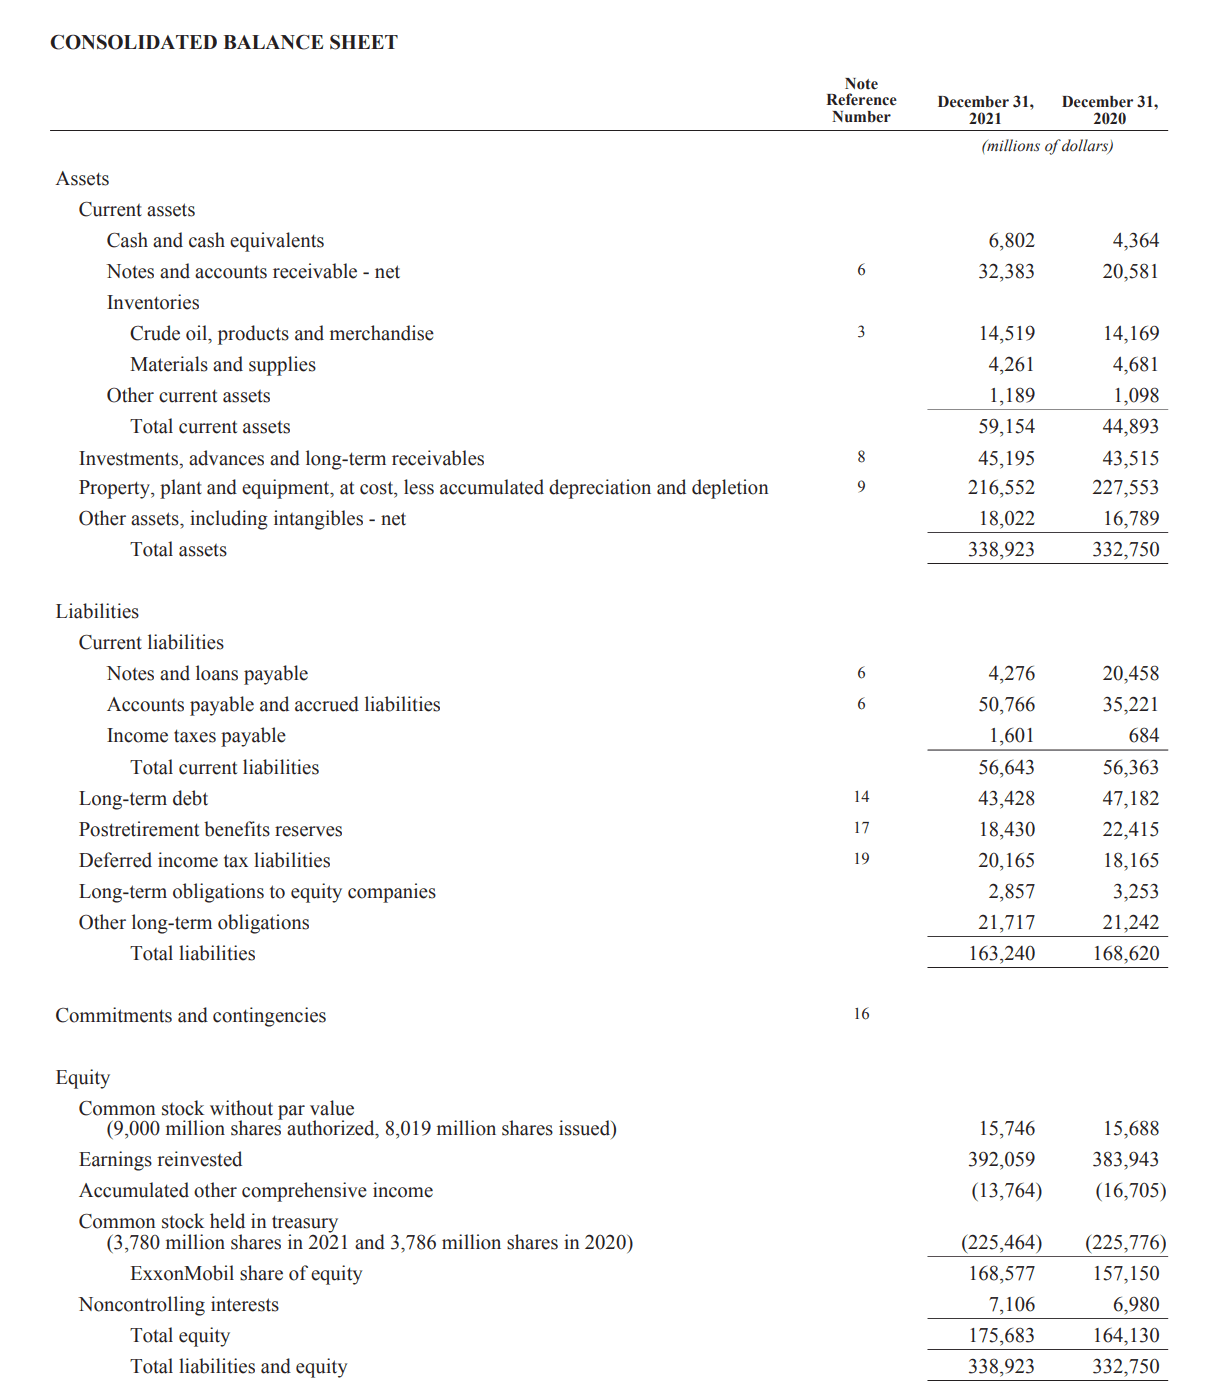 CONSOLIDATED BALANCE SHEET
Note
Reference
Number
December 31,
2021
December 31,
2020
(millions of dollars)
Assets
Current assets
Cash and cash equivalents 6,802 4,364
Notes and accounts receivable - net 6 32,383 20,581
Inventories
Crude oil, products and merchandise 3 14,519 14,169
Materials and supplies 4,261 4,681
Other current assets 1,189 1,098
Total current assets 59,154 44,893
Investments, advances and long-term receivables 8 45,195 43,515
Property, plant and equipment, at cost, less accumulated depreciation and depletion 9 216,552 227,553
Other assets, including intangibles - net 18,022 16,789
Total assets 338,923 332,750
Liabilities
Current liabilities
Notes and loans payable 6 4,276 20,458
Accounts payable and accrued liabilities 6 50,766 35,221
Income taxes payable 1,601 684
Total current liabilities 56,643 56,363
Long-term debt 14 43,428 47,182
Postretirement benefits reserves 17 18,430 22,415
Deferred income tax liabilities 19 20,165 18,165
Long-term obligations to equity companies 2,857 3,253
Other long-term obligations 21,717 21,242
Total liabilities 163,240 168,620
Commitments and contingencies 16
Equity
Common stock without par value
(9,000 million shares authorized, 8,019 million shares issued) 15,746 15,688
Earnings reinvested 392,059 383,943
Accumulated other comprehensive income (13,764) (16,705)
Common stock held in treasury
(3,780 million shares in 2021 and 3,786 million shares in 2020) (225,464) (225,776)
ExxonMobil share of equity 168,577 157,150
Noncontrolling interests 7,106 6,980
Total equity 175,683 164,130
Total liabilities and equity 338,923 332,750